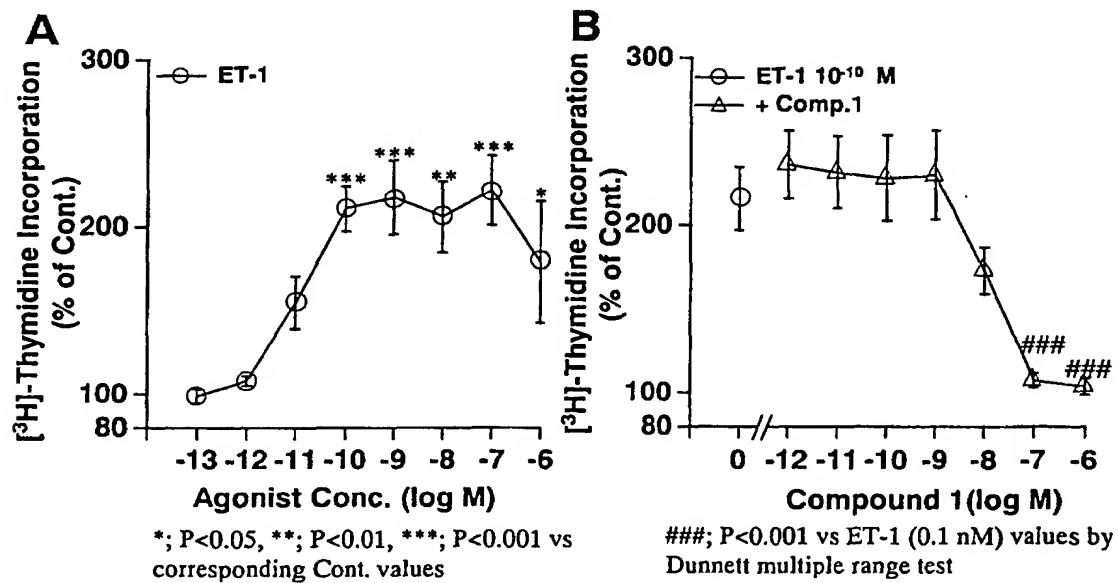 A
[³H]-Thymidine Incorporation
(% of Cont.)
300
200
100
80
ET-1
***
***
**
***
*
-13 -12 -11 -10 -9 -8 -7 -6
Agonist Conc. (log M)
*; P<0.05, **; P<0.01, ***; P<0.001 vs
corresponding Cont. values
B
[³H]-Thymidine Incorporation
(% of Cont.)
300
200
100
80
ET-1 10⁻¹⁰ M
+ Comp.1
###
###
0 -12 -11 -10 -9 -8 -7 -6
Compound 1(log M)
###; P<0.001 vs ET-1 (0.1 nM) values by
Dunnett multiple range test